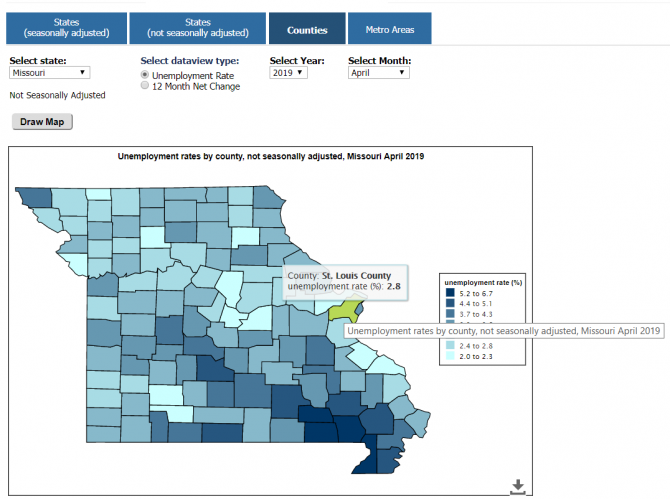 States
(seasonally adjusted)
States
(not seasonally adjusted)
Counties
Metro Areas
Select state:
Missouri
Select dataview type:
Unemployment Rate
12 Month Net Change
Select Year:
2019
Select Month:
April
Not Seasonally Adjusted
Draw Map
Unemployment rates by county, not seasonally adjusted, Missouri April 2019
County: St. Louis County
unemployment rate (%): 2.8
unemployment rate (%)
5.2 to 6.7
4.4 to 5.1
3.7 to 4.3
Unemployment rates by county, not seasonally adjusted, Missouri April 2019
2.4 to 2.8
2.0 to 2.3